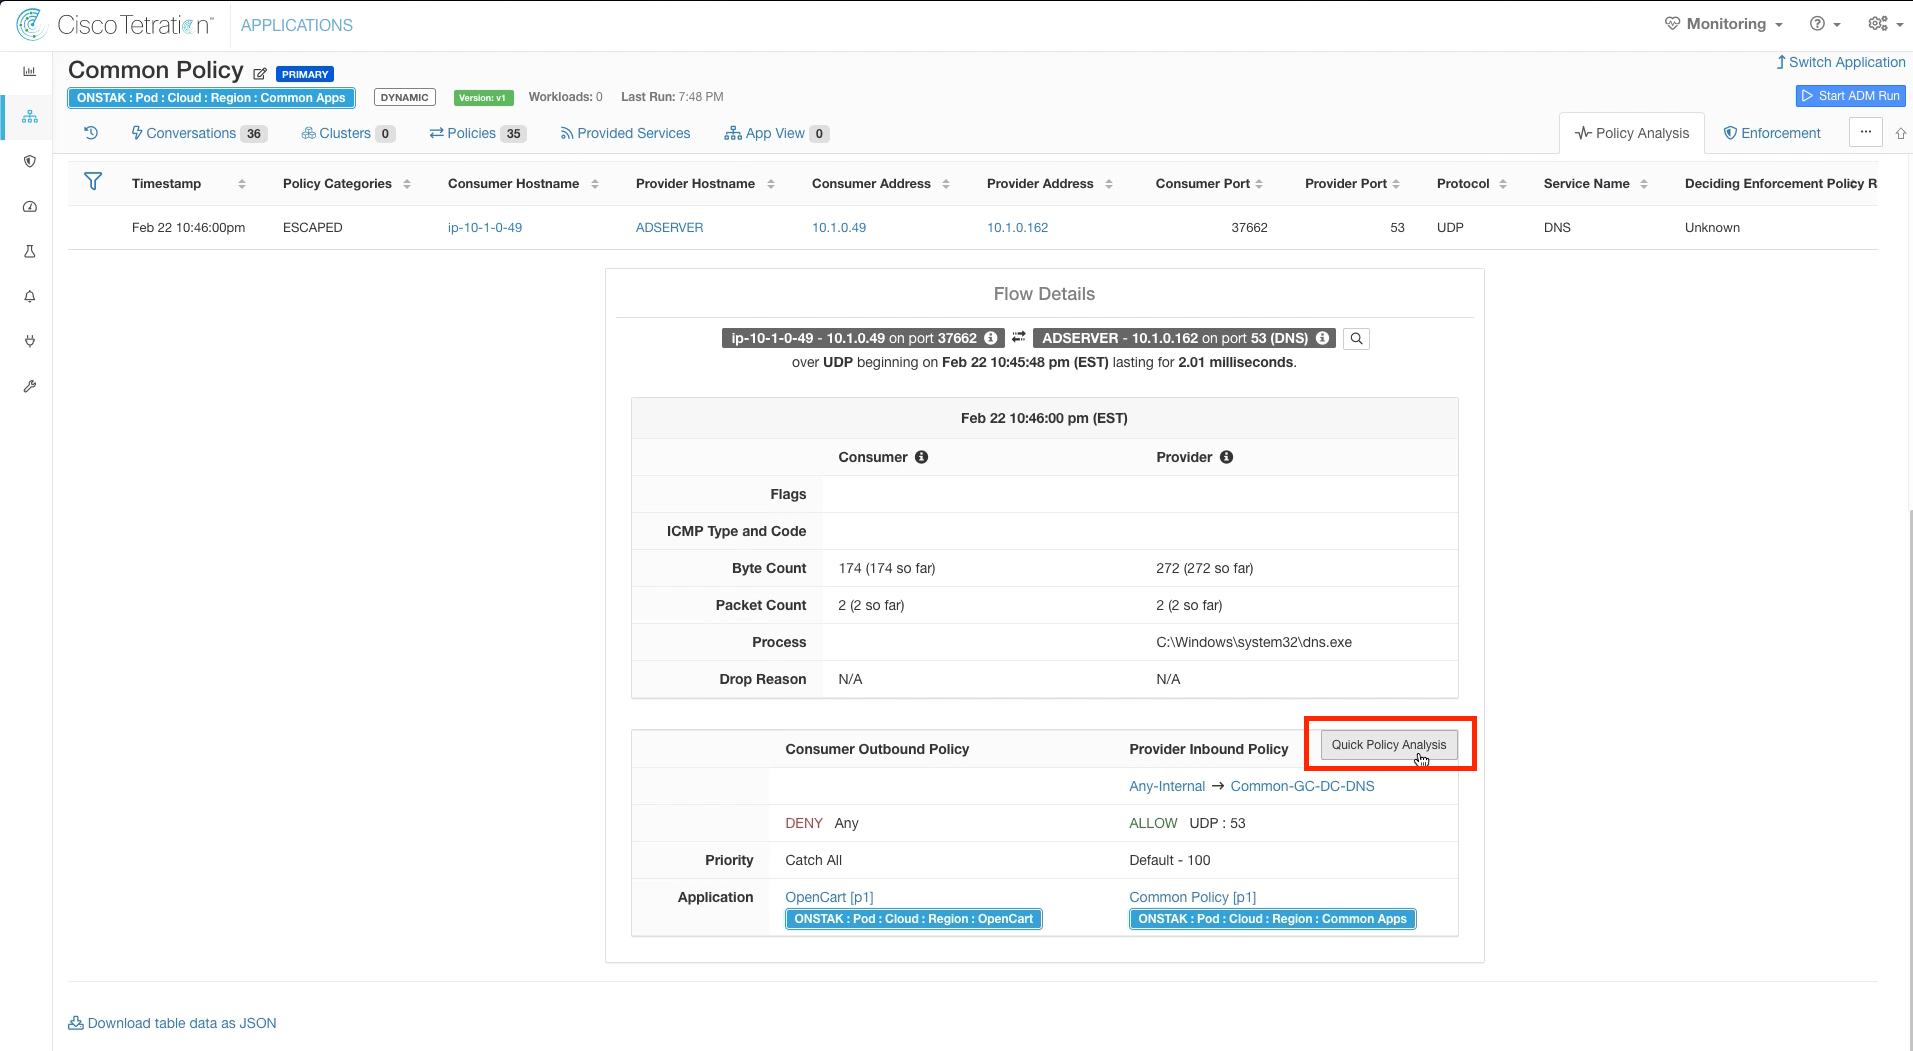 Cisco Tetration™ APPLICATIONS Monitoring
Common Policy PRIMARY Switch Application
ONSTAK : Pod : Cloud : Region : Common Apps DYNAMIC Version: v1 Workloads: 0 Last Run: 7:48 PM Start ADM Run
Conversations 36 Clusters 0 Policies 35 Provided Services App View 0 Policy Analysis Enforcement ...
Timestamp Policy Categories Consumer Hostname Provider Hostname Consumer Address Provider Address Consumer Port Provider Port Protocol Service Name Deciding Enforcement Policy R
Feb 22 10:46:00pm ESCAPED ip-10-1-0-49 ADSERVER 10.1.0.49 10.1.0.162 37662 53 UDP DNS Unknown
Flow Details
ip-10-1-0-49 - 10.1.0.49 on port 37662 ⇄ ADSERVER - 10.1.0.162 on port 53 (DNS)
over UDP beginning on Feb 22 10:45:48 pm (EST) lasting for 2.01 milliseconds.
Feb 22 10:46:00 pm (EST)
Consumer Provider
Flags
ICMP Type and Code
Byte Count 174 (174 so far) 272 (272 so far)
Packet Count 2 (2 so far) 2 (2 so far)
Process C:\Windows\system32\dns.exe
Drop Reason N/A N/A
Consumer Outbound Policy Provider Inbound Policy Quick Policy Analysis
Any-Internal → Common-GC-DC-DNS
DENY Any ALLOW UDP : 53
Priority Catch All Default - 100
Application OpenCart [p1] Common Policy [p1]
ONSTAK : Pod : Cloud : Region : OpenCart ONSTAK : Pod : Cloud : Region : Common Apps
Download table data as JSON